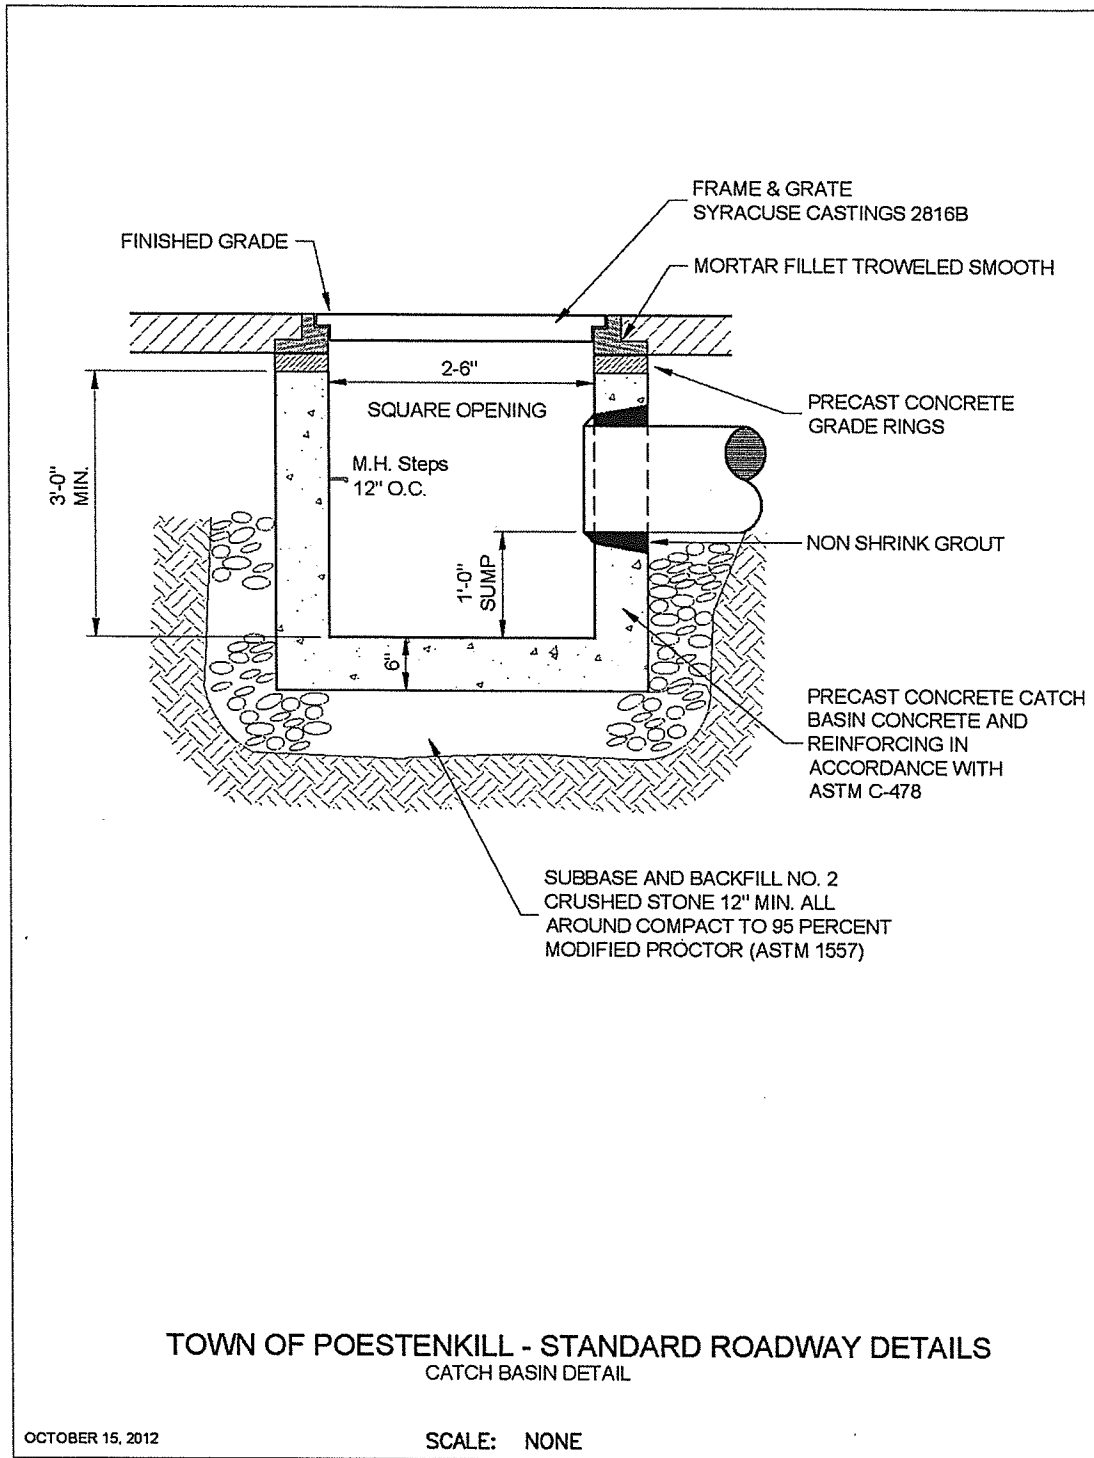 FRAME & GRATE
SYRACUSE CASTINGS 2816B
FINISHED GRADE
MORTAR FILLET TROWELED SMOOTH
2-6"
SQUARE OPENING
PRECAST CONCRETE
GRADE RINGS
3'-0"
MIN.
M.H. Steps
12" O.C.
NON SHRINK GROUT
1'-0"
SUMP
6"
PRECAST CONCRETE CATCH
BASIN CONCRETE AND
REINFORCING IN
ACCORDANCE WITH
ASTM C-478
SUBBASE AND BACKFILL NO. 2
CRUSHED STONE 12" MIN. ALL
AROUND COMPACT TO 95 PERCENT
MODIFIED PROCTOR (ASTM 1557)
TOWN OF POESTENKILL - STANDARD ROADWAY DETAILS
CATCH BASIN DETAIL
OCTOBER 15, 2012
SCALE: NONE